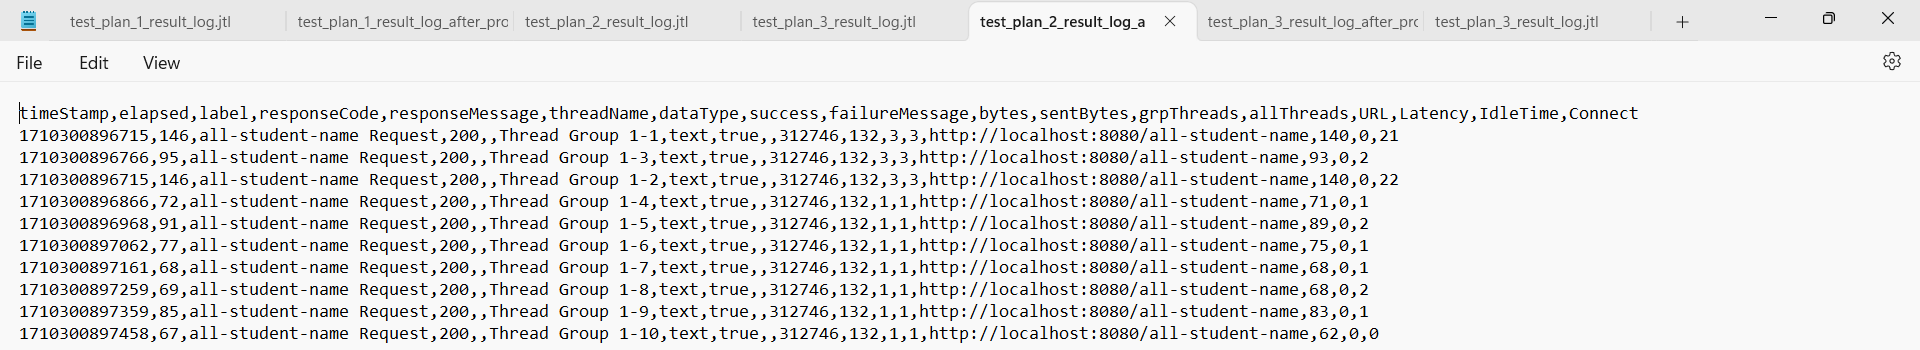 test_plan_1_result_log.jtl test_plan_1_result_log_after_pro test_plan_2_result_log.jtl test_plan_3_result_log.jtl test_plan_2_result_log_a test_plan_3_result_log_after_pro test_plan_3_result_log.jtl
File Edit View
timeStamp,elapsed,label,responseCode,responseMessage,threadName,dataType,success,failureMessage,bytes,sentBytes,grpThreads,allThreads,URL,Latency,IdleTime,Connect
1710300896715,146,all-student-name Request,200,,Thread Group 1-1,text,true,,312746,132,3,3,http://localhost:8080/all-student-name,140,0,21
1710300896766,95,all-student-name Request,200,,Thread Group 1-3,text,true,,312746,132,3,3,http://localhost:8080/all-student-name,93,0,2
1710300896715,146,all-student-name Request,200,,Thread Group 1-2,text,true,,312746,132,3,3,http://localhost:8080/all-student-name,140,0,22
1710300896866,72,all-student-name Request,200,,Thread Group 1-4,text,true,,312746,132,1,1,http://localhost:8080/all-student-name,71,0,1
1710300896968,91,all-student-name Request,200,,Thread Group 1-5,text,true,,312746,132,1,1,http://localhost:8080/all-student-name,89,0,2
1710300897062,77,all-student-name Request,200,,Thread Group 1-6,text,true,,312746,132,1,1,http://localhost:8080/all-student-name,75,0,1
1710300897161,68,all-student-name Request,200,,Thread Group 1-7,text,true,,312746,132,1,1,http://localhost:8080/all-student-name,68,0,1
1710300897259,69,all-student-name Request,200,,Thread Group 1-8,text,true,,312746,132,1,1,http://localhost:8080/all-student-name,68,0,2
1710300897359,85,all-student-name Request,200,,Thread Group 1-9,text,true,,312746,132,1,1,http://localhost:8080/all-student-name,83,0,1
1710300897458,67,all-student-name Request,200,,Thread Group 1-10,text,true,,312746,132,1,1,http://localhost:8080/all-student-name,62,0,0